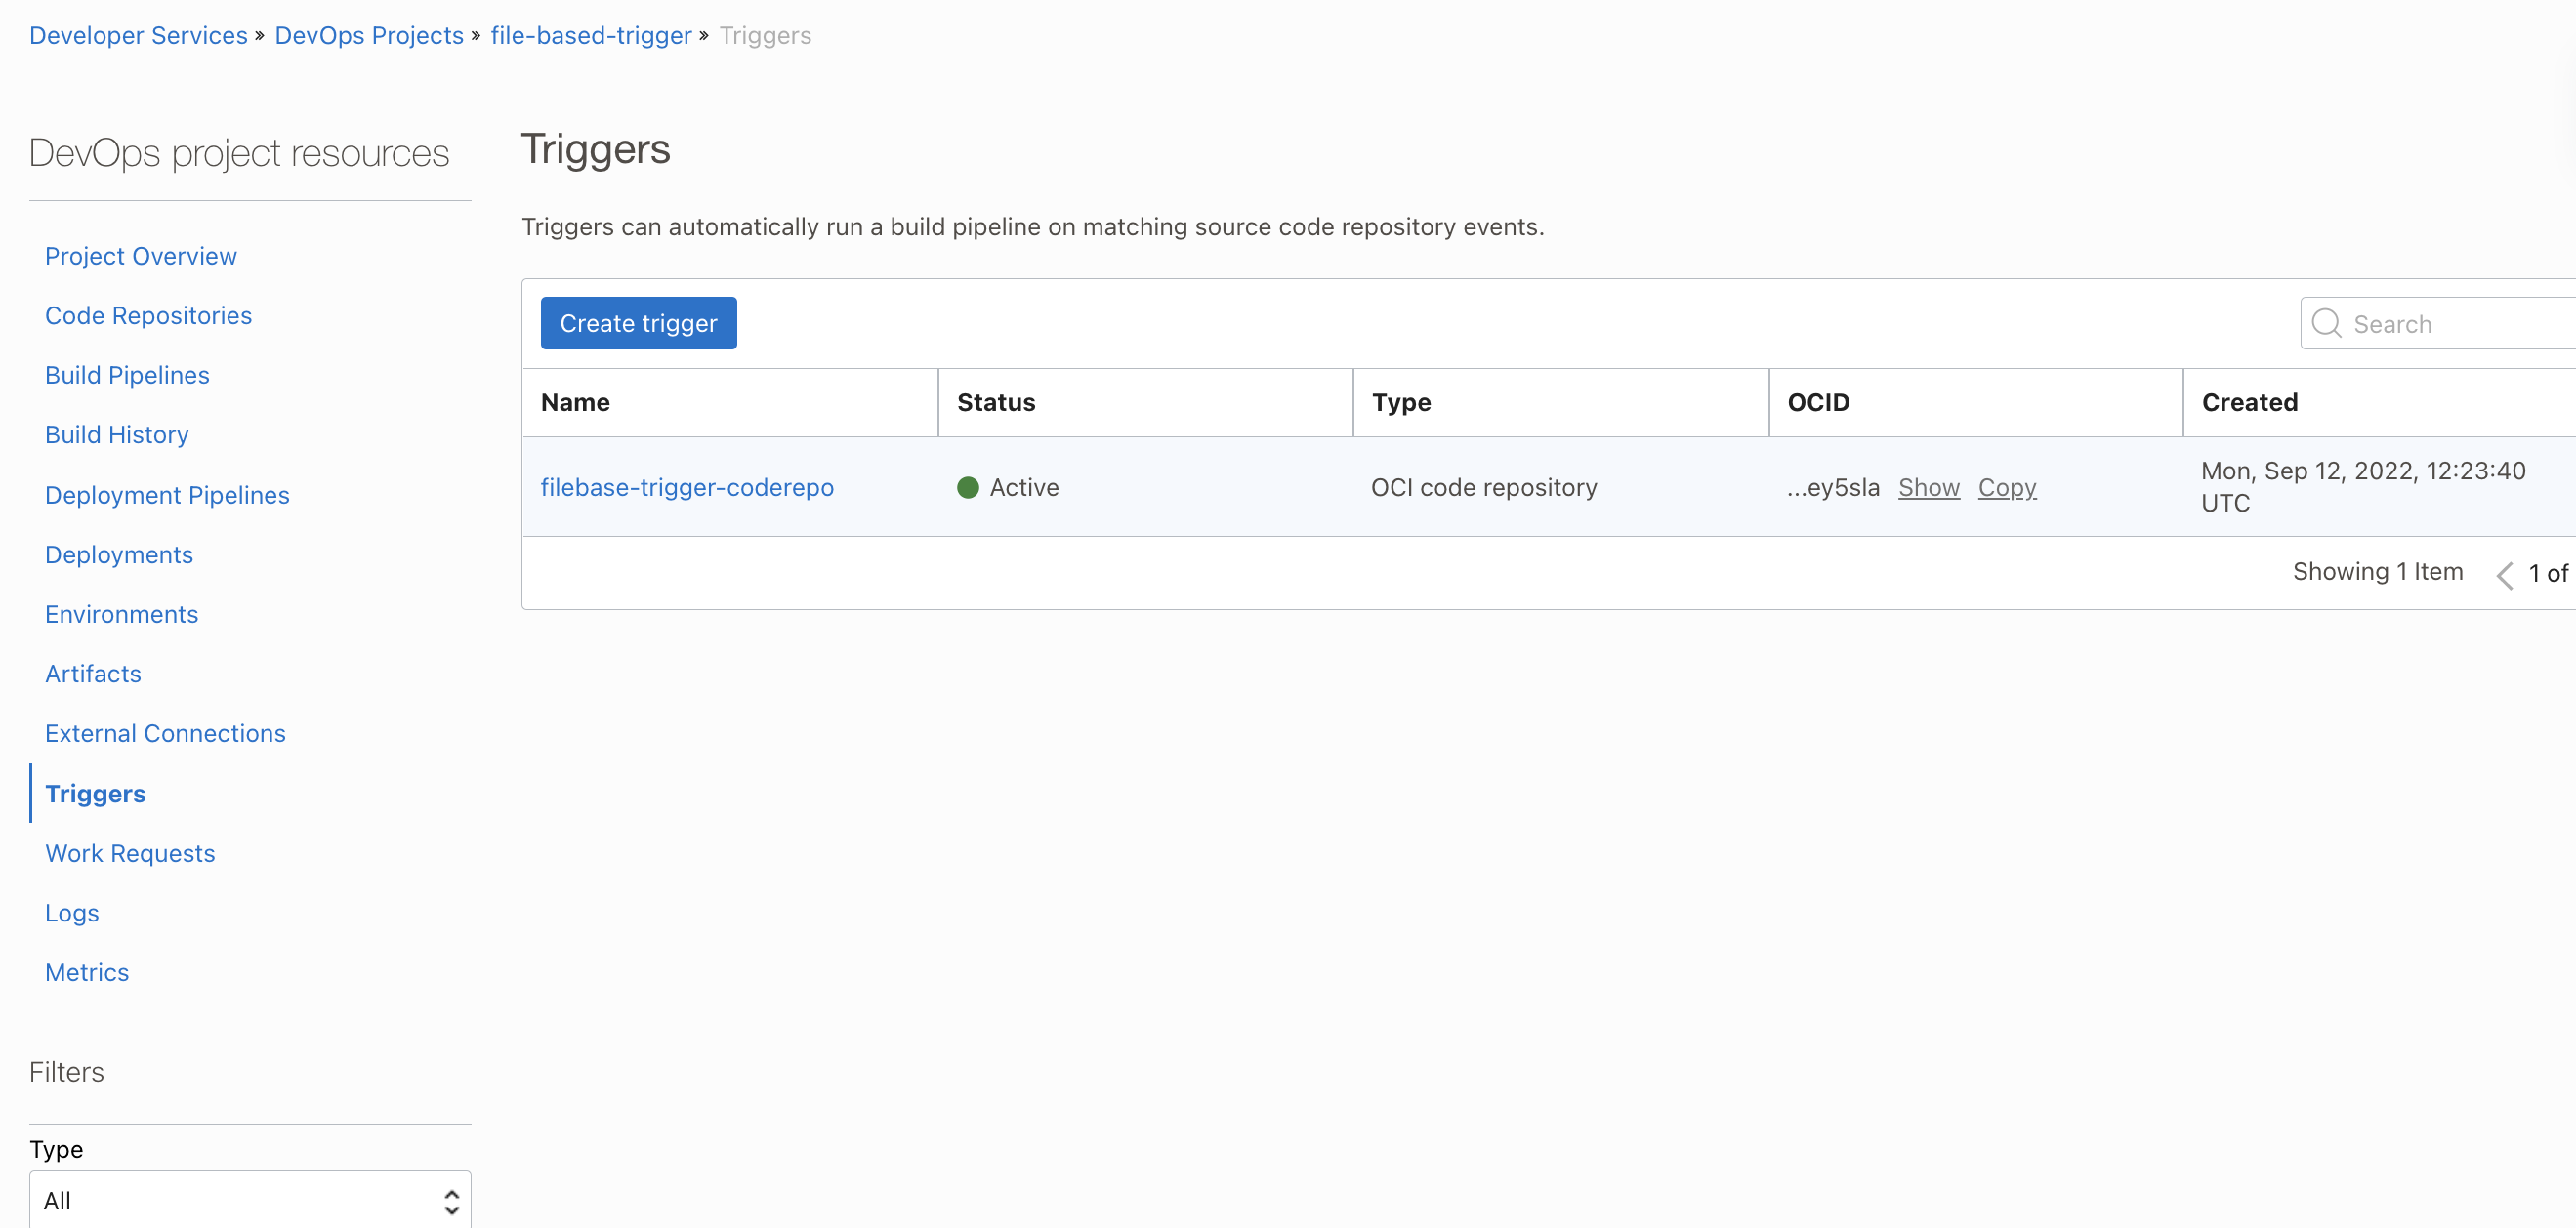 Developer Services » DevOps Projects » file-based-trigger » Triggers
DevOps project resources
Project Overview
Code Repositories
Build Pipelines
Build History
Deployment Pipelines
Deployments
Environments
Artifacts
External Connections
Triggers
Work Requests
Logs
Metrics
Filters
Type
All
Triggers
Triggers can automatically run a build pipeline on matching source code repository events.
Create trigger
Search
Name Status Type OCID Created
filebase-trigger-coderepo Active OCI code repository ...ey5sla Show Copy Mon, Sep 12, 2022, 12:23:40
UTC
Showing 1 Item < 1 of